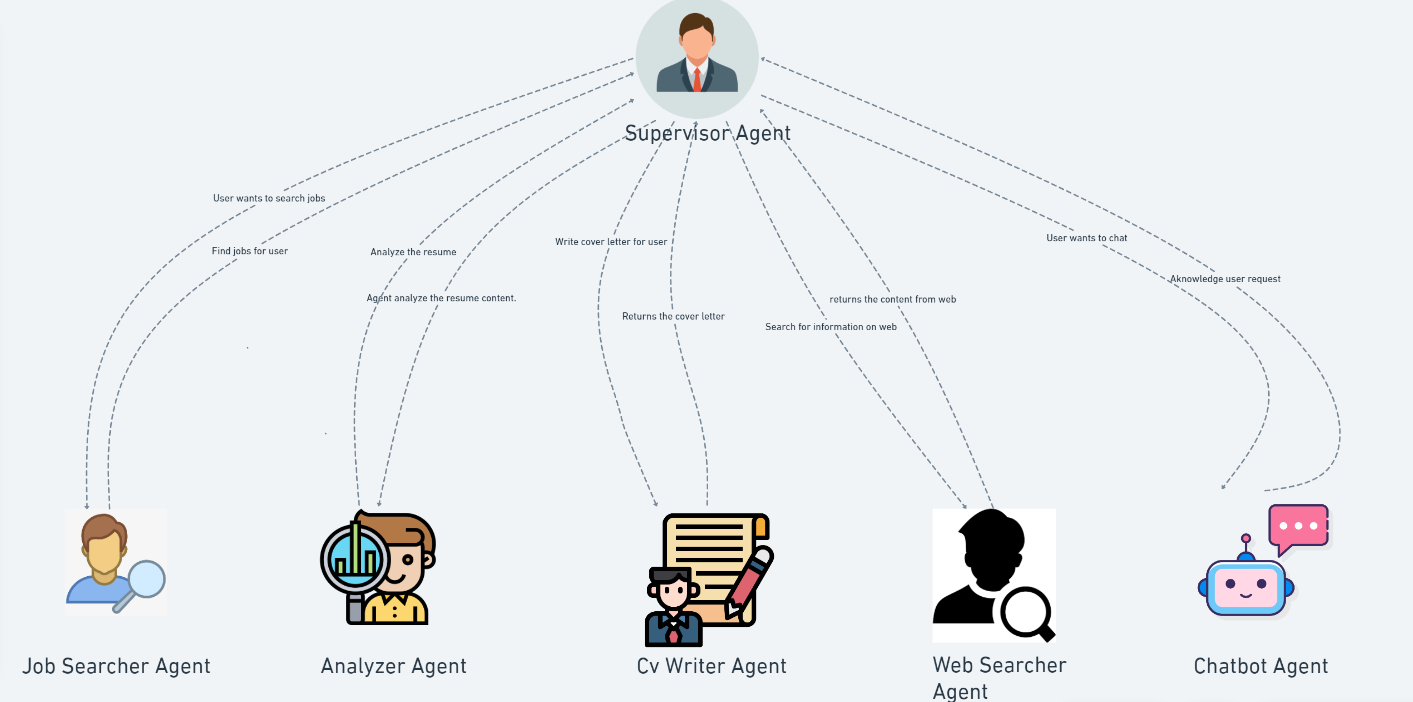 Supervisor Agent
User wants to search jobs
Find jobs for user
Analyze the resume
Agent analyze the resume content.
Write cover letter for user
Returns the cover letter
returns the content from web
Search for information on web
User wants to chat
Aknowledge user request
Job Searcher Agent
Analyzer Agent
Cv Writer Agent
Web Searcher
Agent
Chatbot Agent